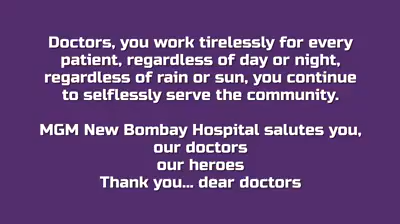 Doctors, you work tirelessly for every
patient, regardless of day or night,
regardless of rain or sun, you continue
to selflessly serve the community.
MGM New Bombay Hospital salutes you,
our doctors
our heroes
Thank you... dear doctors